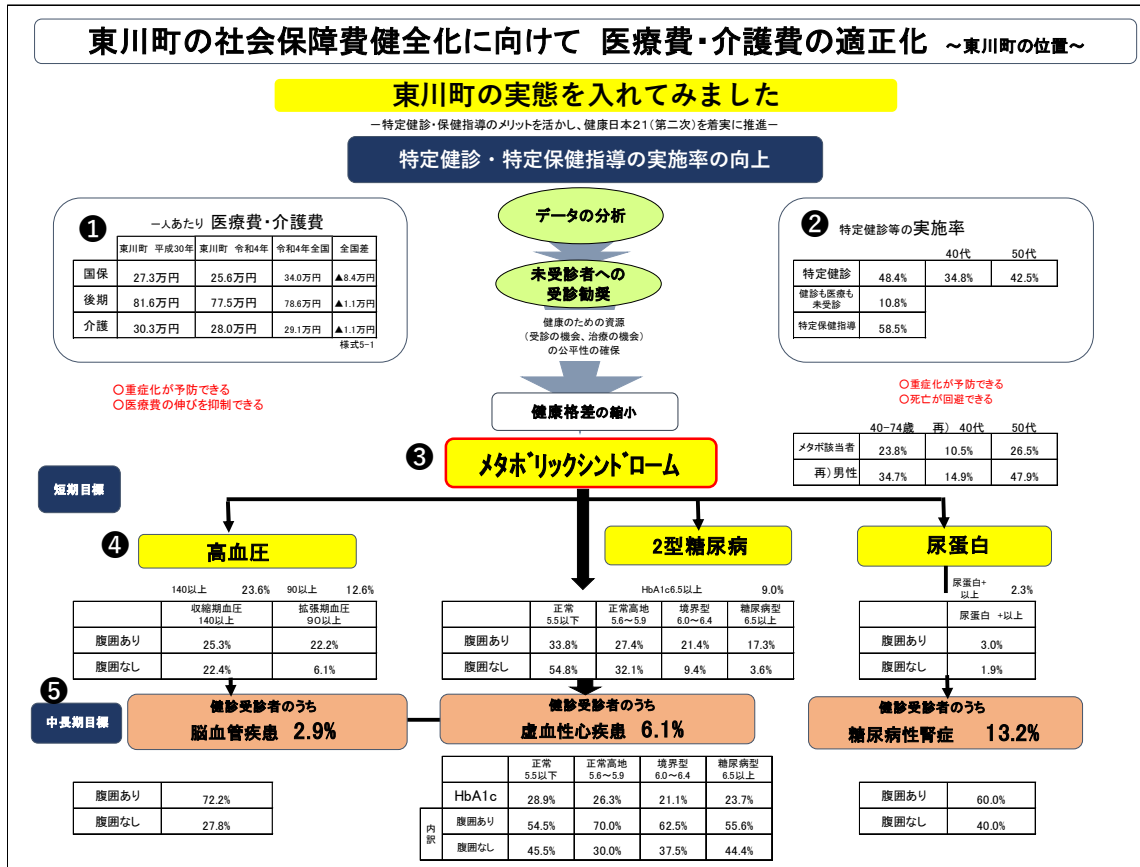 東川町の社会保障費健全化に向けて 医療費・介護費の適正化 ～東川町の位置～
東川町の実態を入れてみました
－特定健診・保健指導のメリットを活かし、健康日本21(第二次)を着実に推進－
特定健診・特定保健指導の実施率の向上
❶ 一人あたり 医療費・介護費
東川町 平成30年 東川町 令和4年 令和4年全国 全国差
国保 27.3万円 25.6万円 34.0万円 ▲8.4万円
後期 81.6万円 77.5万円 78.6万円 ▲1.1万円
介護 30.3万円 28.0万円 29.1万円 ▲1.1万円
様式5-1
○重症化が予防できる
○医療費の伸びを抑制できる
データの分析
未受診者への
受診勧奨
健康のための資源
(受診の機会、治療の機会)
の公平性の確保
健康格差の縮小
❷ 特定健診等の実施率
40代 50代
特定健診 48.4% 34.8% 42.5%
健診も医療も
未受診 10.8%
特定保健指導 58.5%
○重症化が予防できる
○死亡が回避できる
40-74歳 再） 40代 50代
メタボ該当者 23.8% 10.5% 26.5%
再）男性 34.7% 14.9% 47.9%
❸ メタボリックシンドローム
短期目標
❹ 高血圧
140以上 23.6% 90以上 12.6%
収縮期血圧 拡張期血圧
140以上 90以上
腹囲あり 25.3% 22.2%
腹囲なし 22.4% 6.1%
2型糖尿病
HbA1c6.5以上 9.0%
正常 正常高地 境界型 糖尿病型
5.5以下 5.6～5.9 6.0～6.4 6.5以上
腹囲あり 33.8% 27.4% 21.4% 17.3%
腹囲なし 54.8% 32.1% 9.4% 3.6%
尿蛋白
尿蛋白+
以上 2.3%
尿蛋白 +以上
腹囲あり 3.0%
腹囲なし 1.9%
❺
中長期目標
健診受診者のうち
脳血管疾患 2.9%
健診受診者のうち
虚血性心疾患 6.1%
健診受診者のうち
糖尿病性腎症 13.2%
腹囲あり 72.2%
腹囲なし 27.8%
正常 正常高地 境界型 糖尿病型
5.5以下 5.6～5.9 6.0～6.4 6.5以上
HbA1c 28.9% 26.3% 21.1% 23.7%
内訳 腹囲あり 54.5% 70.0% 62.5% 55.6%
腹囲なし 45.5% 30.0% 37.5% 44.4%
腹囲あり 60.0%
腹囲なし 40.0%